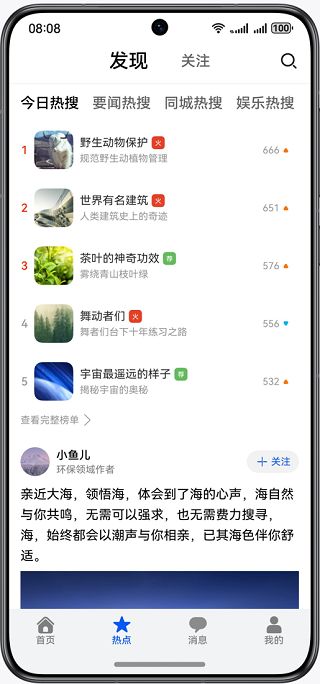 08:08
100
发现 关注
今日热搜 要闻热搜 同城热搜 娱乐热搜
1 野生动物保护 火 666
规范野生动植物管理
2 世界有名建筑 火 651
人类建筑史上的奇迹
3 茶叶的神奇功效 荐 576
雾绕青山枝叶绿
4 舞动者们 火 556
舞者们台下十年练习之路
5 宇宙最遥远的样子 荐 532
揭秘宇宙的奥秘
查看完整榜单
小鱼儿
环保领域作者
关注
亲近大海，领悟海，体会到了海的心声，海自然
与你共鸣，无需可以强求，也无需费力搜寻，
海，始终都会以潮声与你相亲，已其海色伴你舒
适。
首页 热点 消息 我的